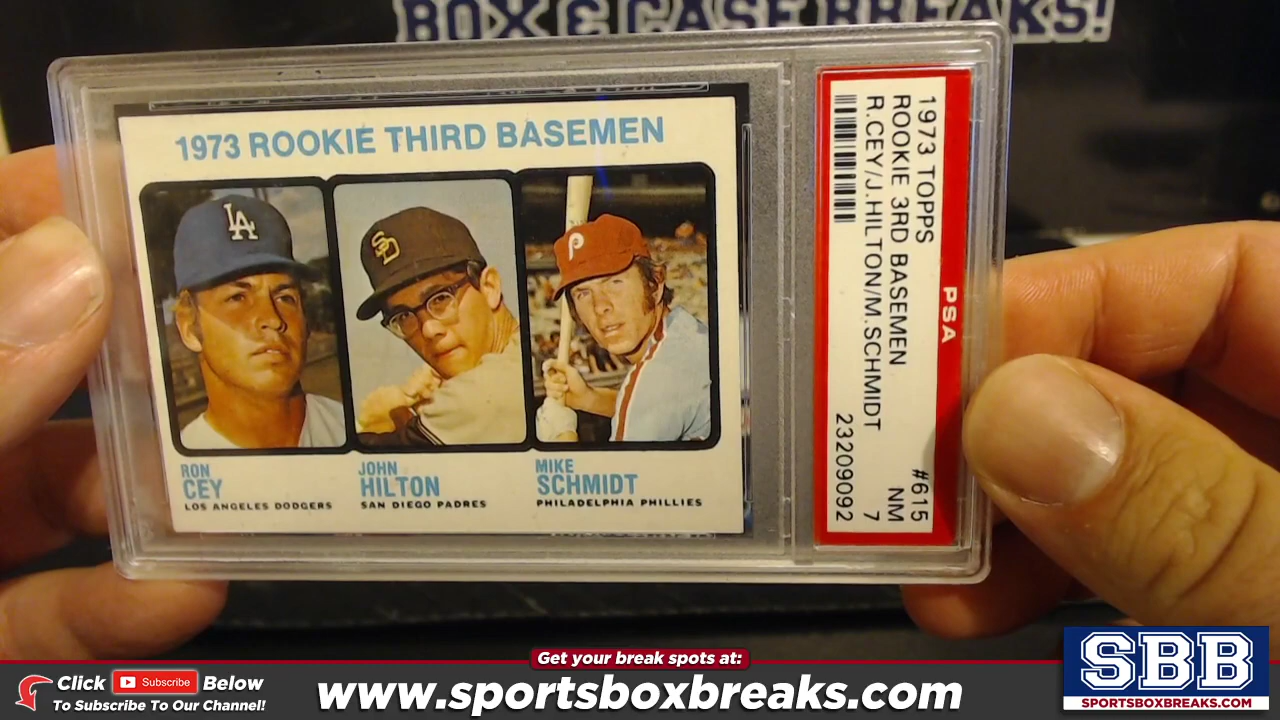 BOX & CASE BREAKS!
1973 ROOKIE THIRD BASEMEN
LA
SD
P
RON
CEY
LOS ANGELES DODGERS
JOHN
HILTON
SAN DIEGO PADRES
MIKE
SCHMIDT
PHILADELPHIA PHILLIES
PSA
1973 TOPPS #615
ROOKIE 3RD BASEMEN NM
R.CEY/J.HILTON/M.SCHMIDT 7
23209092
Get your break spots at:
Click Subscribe Below
To Subscribe To Our Channel!
www.sportsboxbreaks.com
SBB
SPORTSBOXBREAKS.COM